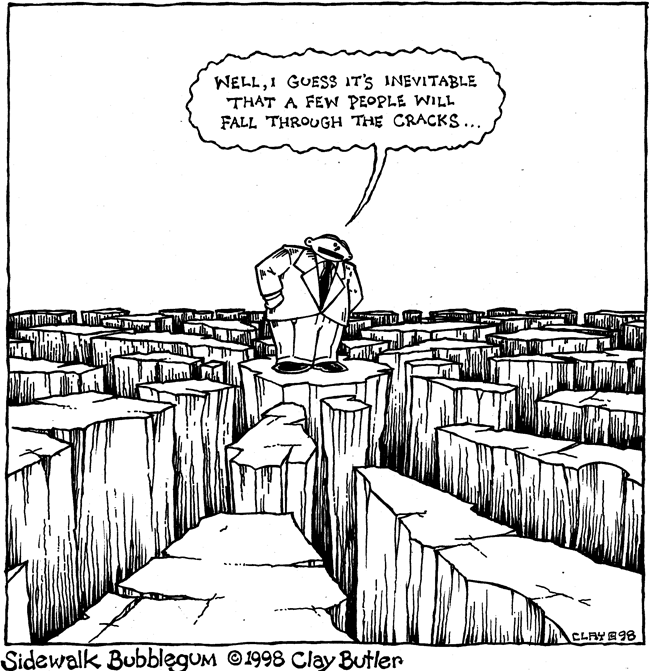 WELL, I GUESS IT'S INEVITABLE
THAT A FEW PEOPLE WILL
FALL THROUGH THE CRACKS...
CLAY©98
Sidewalk Bubblegum ©1998 Clay Butler